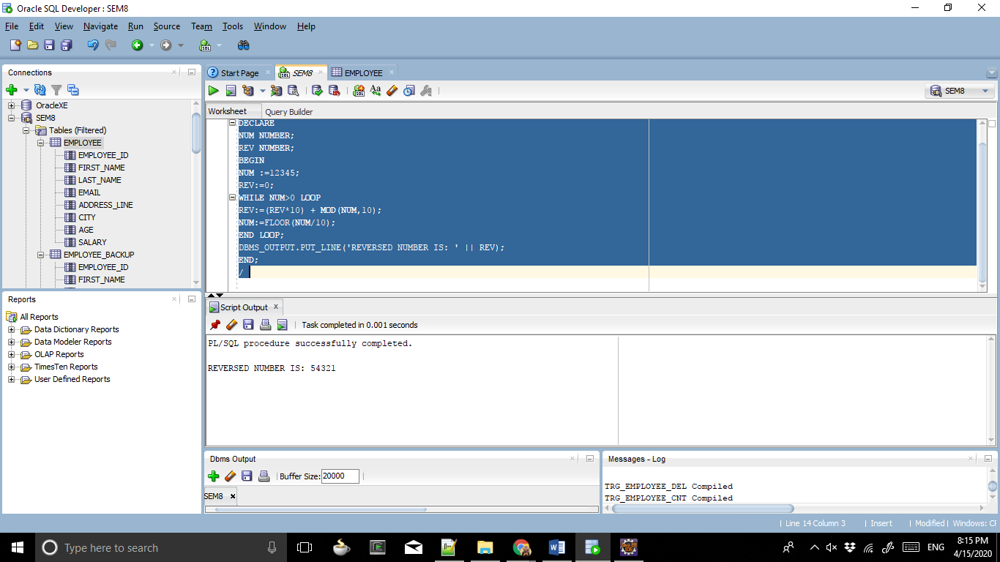 Oracle SQL Developer : SEM8
File Edit View Navigate Run Source Team Tools Window Help
Connections
OracleXE
SEM8
Tables (Filtered)
EMPLOYEE
EMPLOYEE_ID
FIRST_NAME
LAST_NAME
EMAIL
ADDRESS_LINE
CITY
AGE
SALARY
EMPLOYEE_BACKUP
EMPLOYEE_ID
FIRST_NAME
Reports
All Reports
Data Dictionary Reports
Data Modeler Reports
OLAP Reports
TimesTen Reports
User Defined Reports
Start Page SEM8 EMPLOYEE
SEM8
Worksheet Query Builder
DECLARE
NUM NUMBER;
REV NUMBER;
BEGIN
NUM :=12345;
REV:=0;
WHILE NUM>0 LOOP
REV:=(REV*10) + MOD(NUM,10);
NUM:=FLOOR(NUM/10);
END LOOP;
DBMS_OUTPUT.PUT_LINE('REVERSED NUMBER IS: ' || REV);
END;
/
Script Output x
Task completed in 0.001 seconds
PL/SQL procedure successfully completed.
REVERSED NUMBER IS: 54321
Dbms Output
Buffer Size: 20000
SEM8
Messages - Log
TRG_EMPLOYEE_DEL Compiled
TRG_EMPLOYEE_CNT Compiled
| Line 14 Column 3 | Insert | Modified | Windows: CF
Type here to search
ENG
8:15 PM
4/15/2020